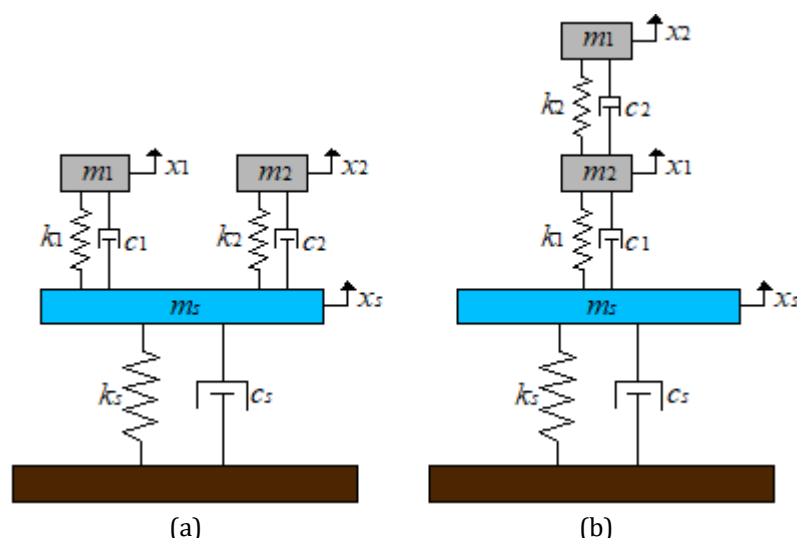 m1 x2
k2 c2
m1 x1 m2 x2 m2 x1
k1 c1 k2 c2 k1 c1
ms xs ms xs
ks cs ks cs
(a) (b)